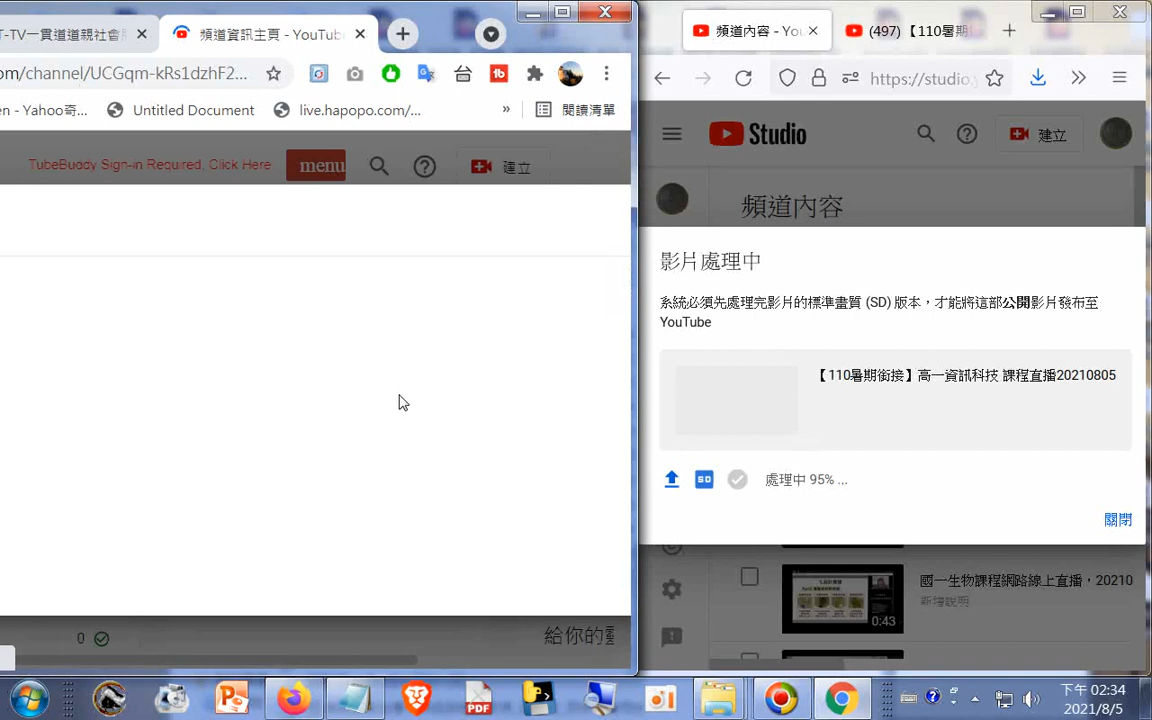 T-TV一貫道道親社會
頻道資訊主頁 - YouTub
om/channel/UCGqm-kRs1dzhF2...
en - Yahoo奇...
Untitled Document
live.hapopo.com/...
»
閱讀清單
TubeBuddy Sign-in Required, Click Here
menu
建立
0
給你的
頻道內容 - You
(497) 【110暑期
https://studio.y
Studio
建立
頻道內容
影片處理中
系統必須先處理完影片的標準畫質 (SD) 版本，才能將這部公開影片發布至
YouTube
【110暑期銜接】高一資訊科技 課程直播20210805
SD
處理中 95% ...
關閉
國一生物課程網路線上直播，20210
新增說明
0:43
PDF
下午 02:34
2021/8/5